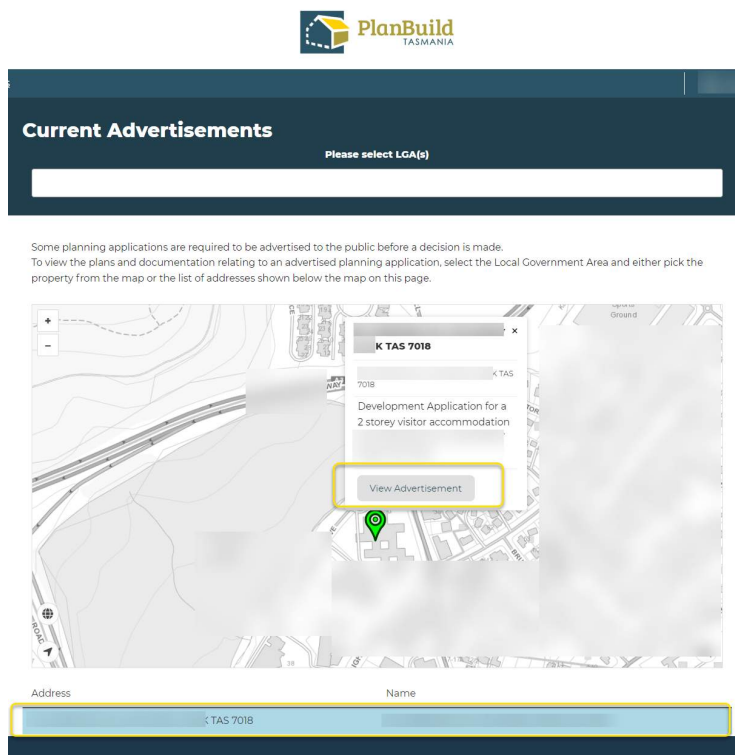 PlanBuild
TASMANIA
Current Advertisements
Please select LGA(s)
Some planning applications are required to be advertised to the public before a decision is made.
To view the plans and documentation relating to an advertised planning application, select the Local Government Area and either pick the
property from the map or the list of addresses shown below the map on this page.
+
-
Ground
×
K TAS 7018
K TAS
7018
Development Application for a
2 storey visitor accommodation
View Advertisement
WAY
ROAD
38
Address
Name
TAS 7018